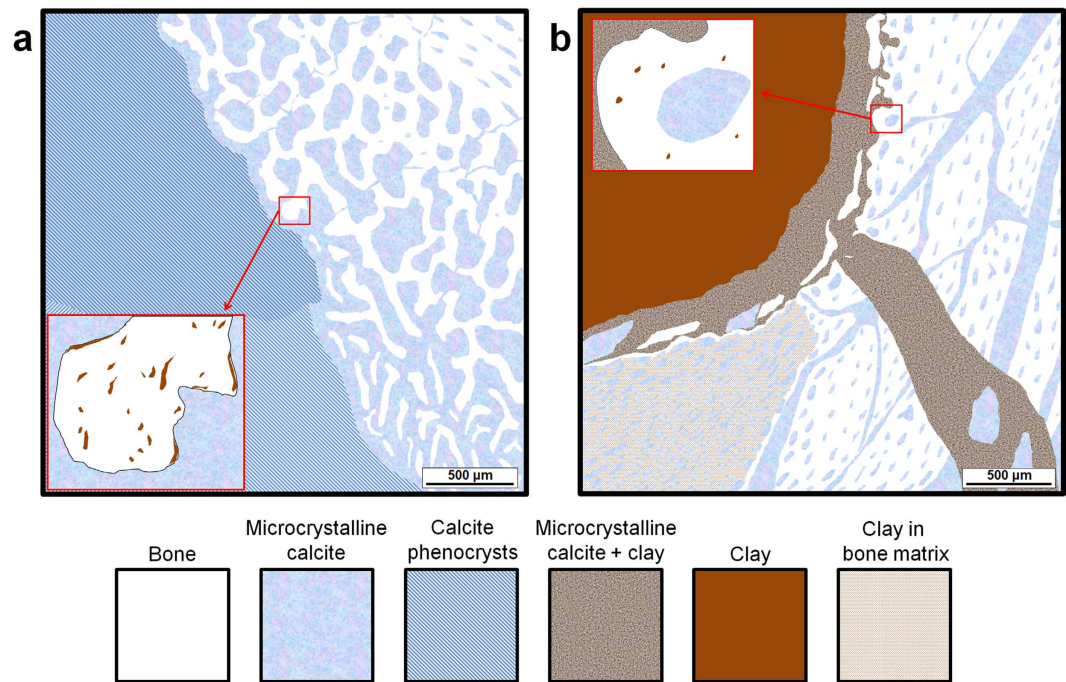 a
b
500 µm
500 µm
Bone
Microcrystalline
calcite
Calcite
phenocrysts
Microcrystalline
calcite + clay
Clay
Clay in
bone matrix